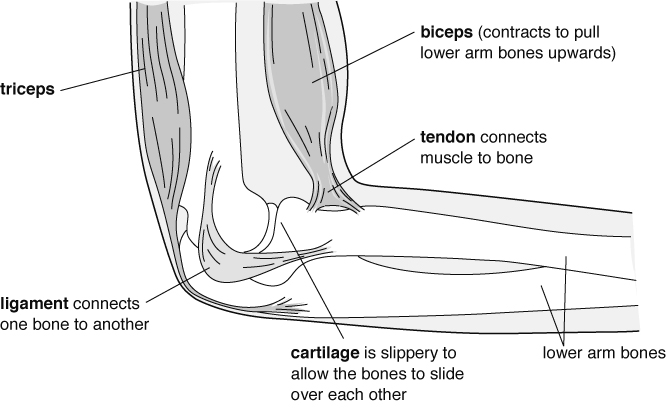 biceps (contracts to pull
lower arm bones upwards)
triceps
tendon connects
muscle to bone
ligament connects
one bone to another
cartilage is slippery to
allow the bones to slide
over each other
lower arm bones